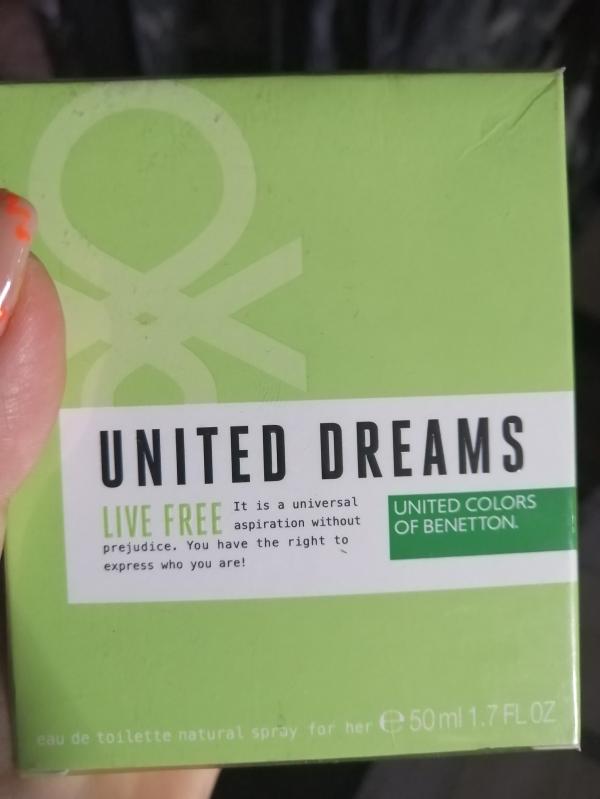 UNITED DREAMS
LIVE FREE It is a universal
aspiration without
prejudice. You have the right to
express who you are!
UNITED COLORS
OF BENETTON.
eau de toilette natural spray for her ℮ 50 ml 1.7 FL OZ